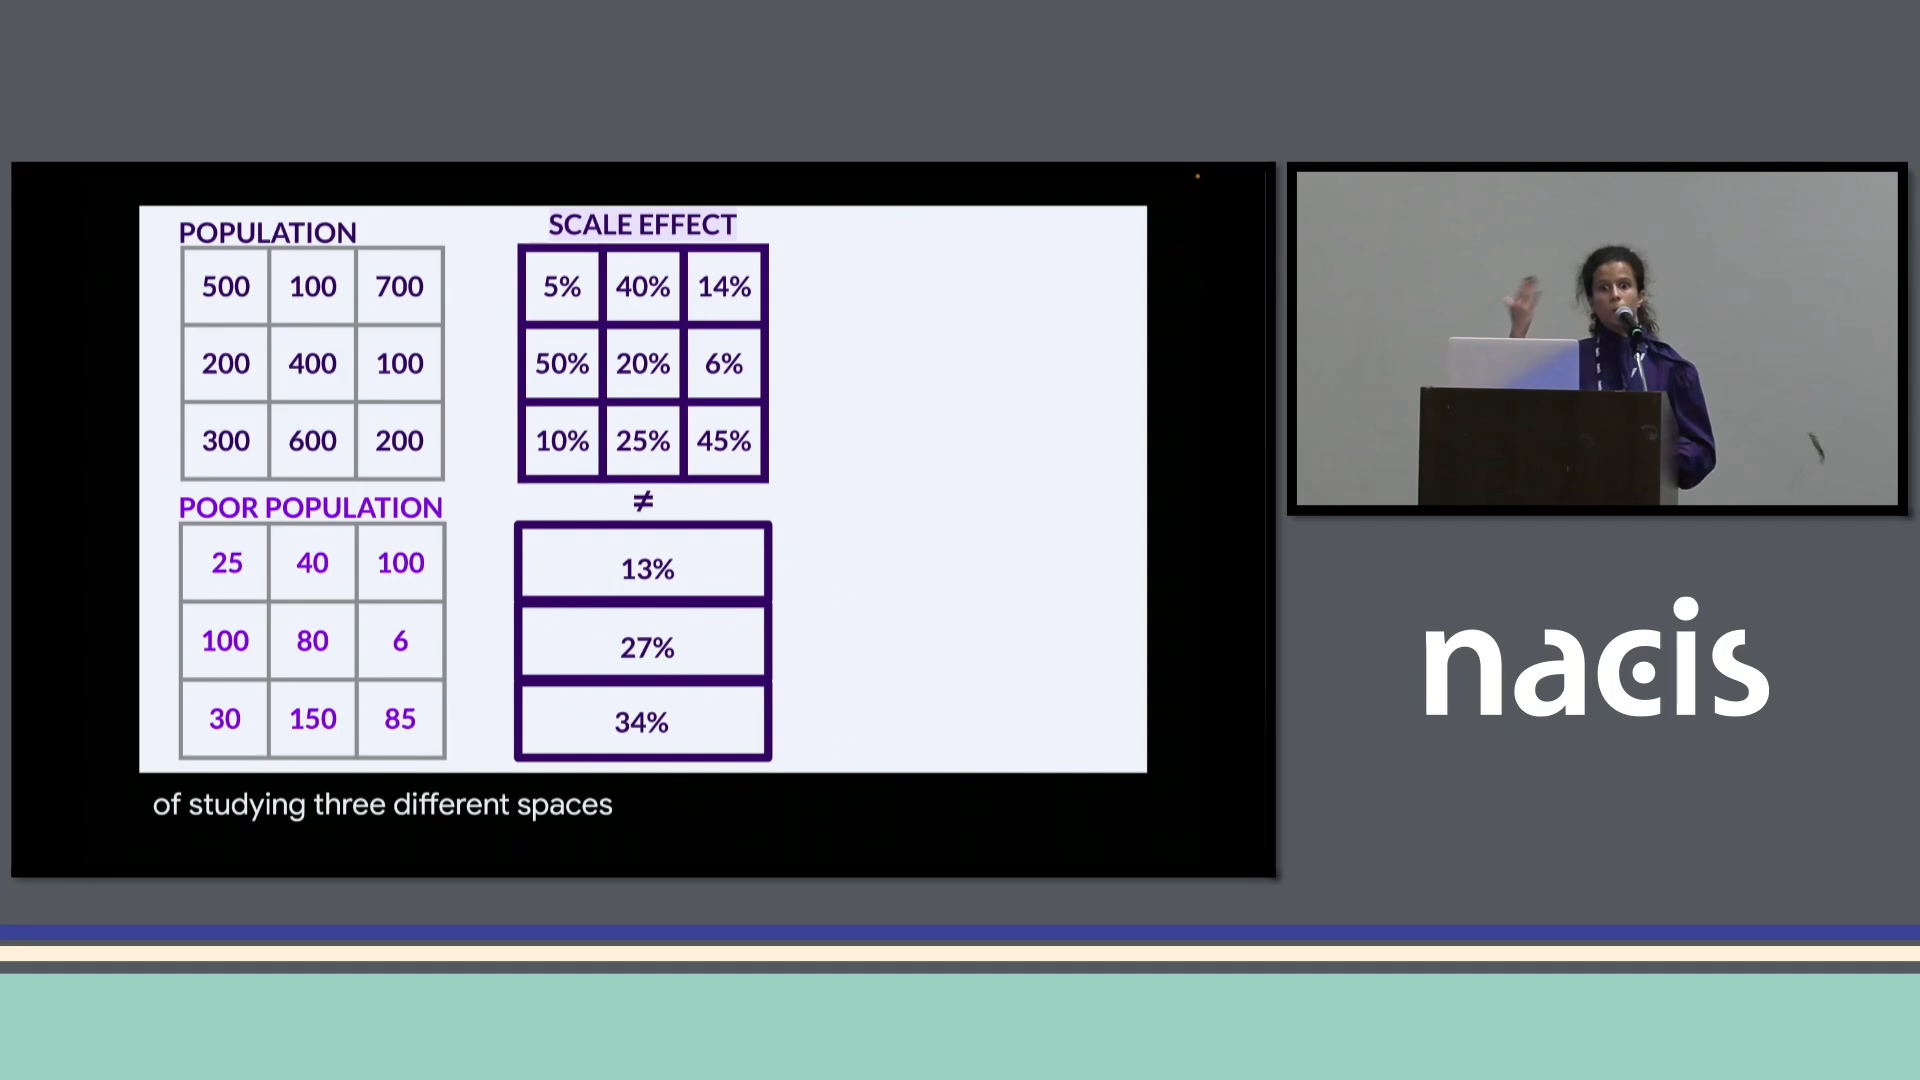 POPULATION
500 100 700
200 400 100
300 600 200
POOR POPULATION
25 40 100
100 80 6
30 150 85
SCALE EFFECT
5% 40% 14%
50% 20% 6%
10% 25% 45%
≠
13%
27%
34%
of studying three different spaces
nacis